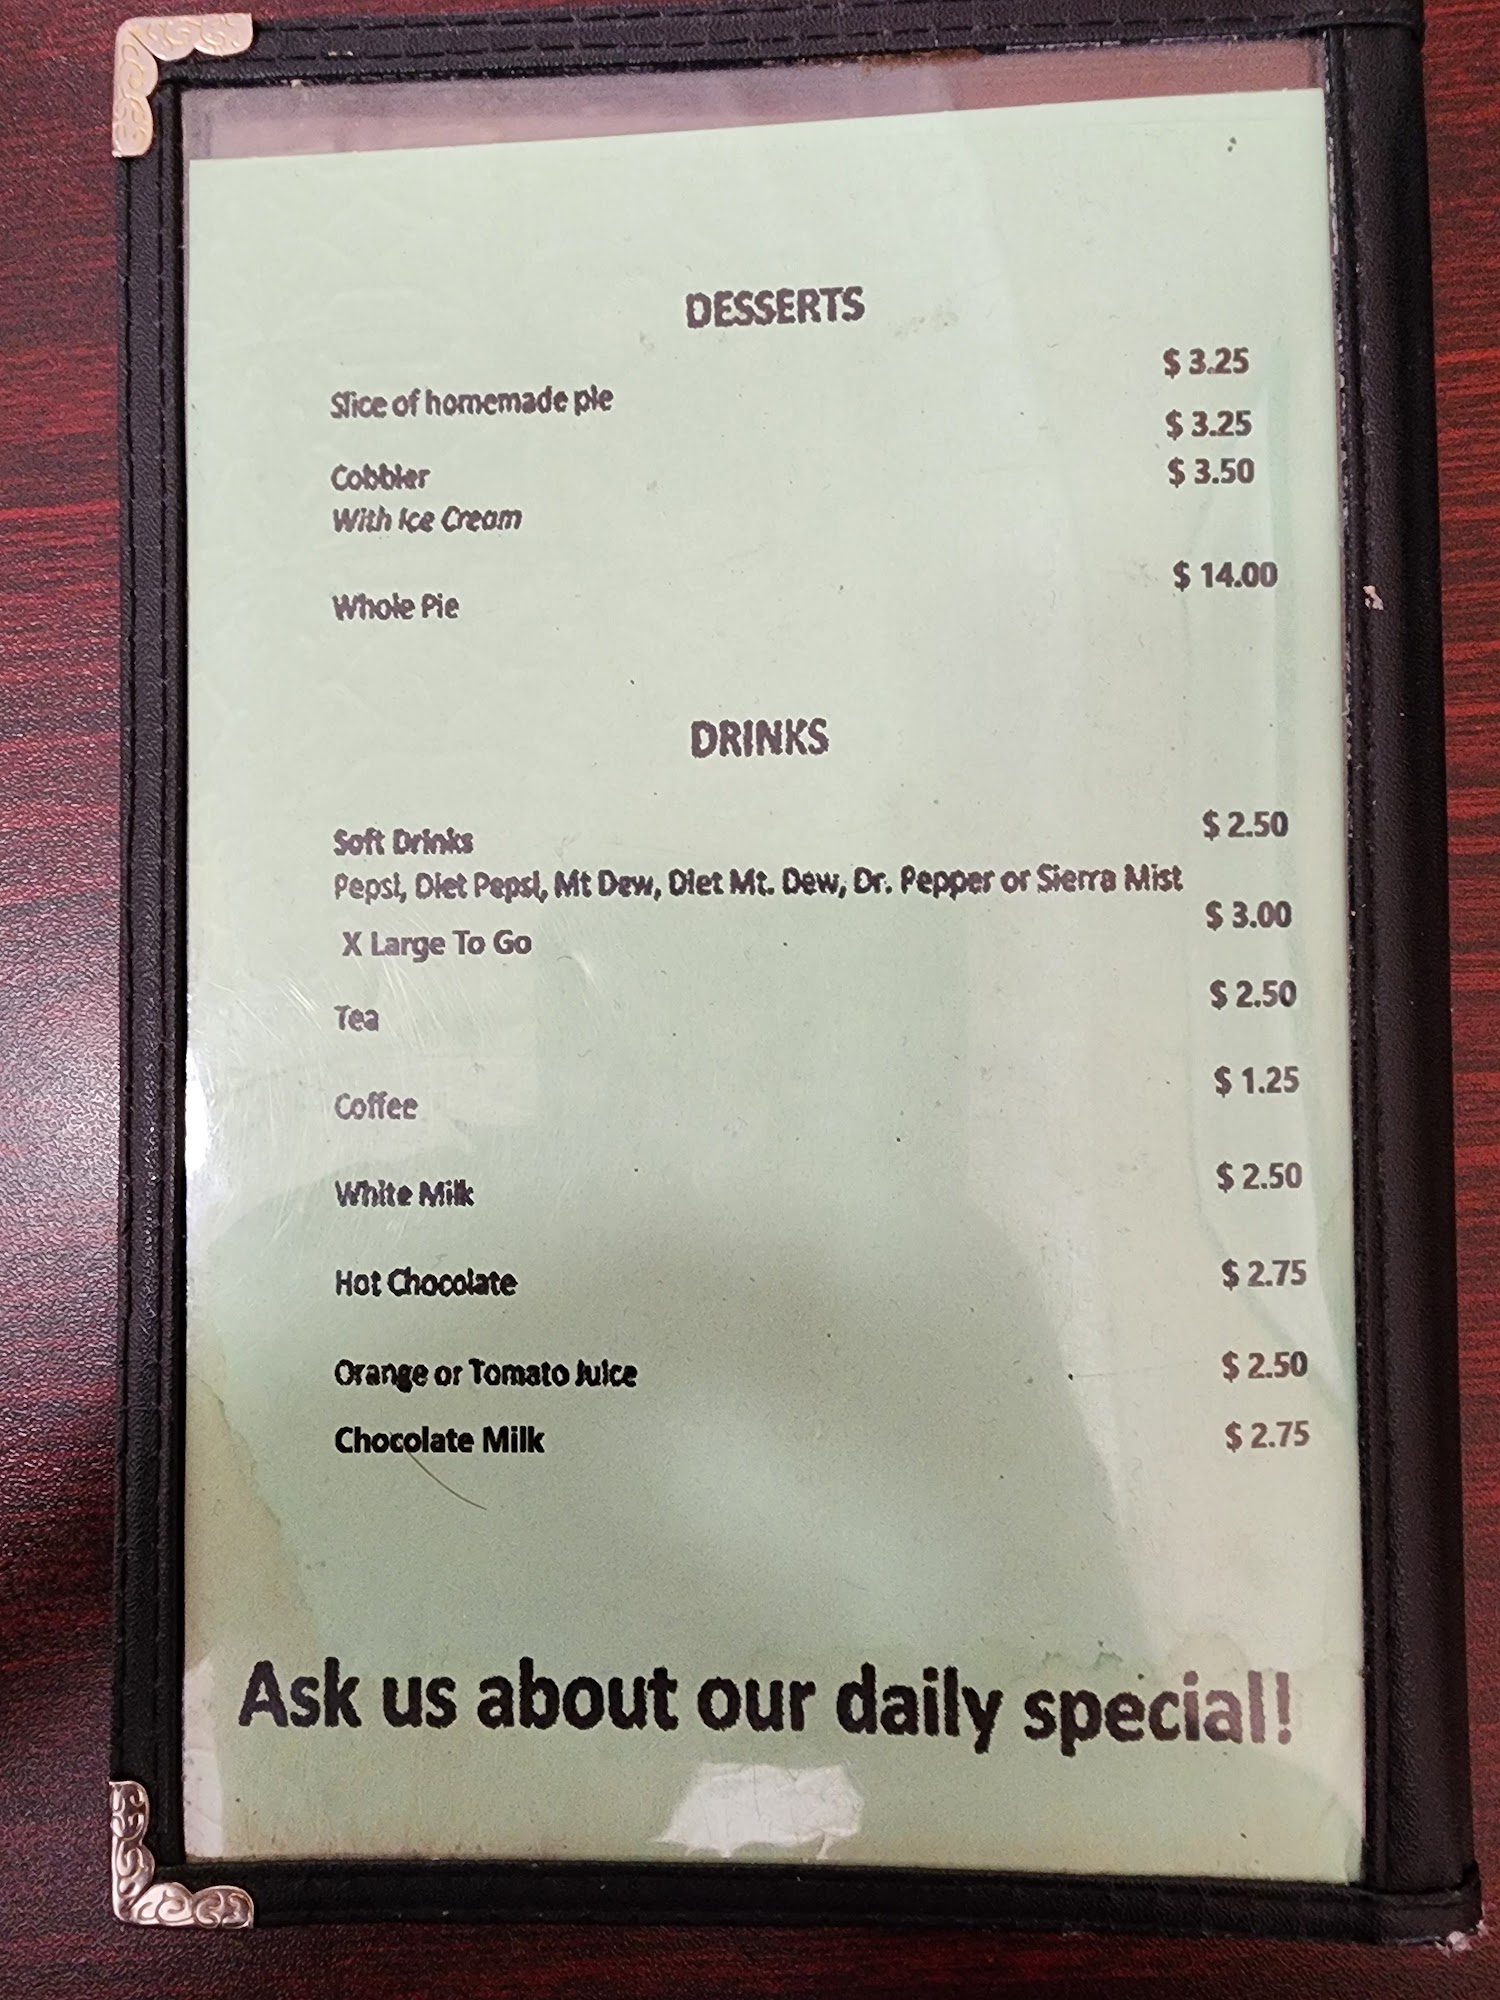 DESSERTS
Slice of homemade pie $ 3.25
Cobbler $ 3.25
With Ice Cream $ 3.50
Whole Pie $ 14.00
DRINKS
Soft Drinks $ 2.50
Pepsi, Diet Pepsi, Mt Dew, Diet Mt. Dew, Dr. Pepper or Sierra Mist
X Large To Go $ 3.00
Tea $ 2.50
Coffee $ 1.25
White Milk $ 2.50
Hot Chocolate $ 2.75
Orange or Tomato Juice $ 2.50
Chocolate Milk $ 2.75
Ask us about our daily special!